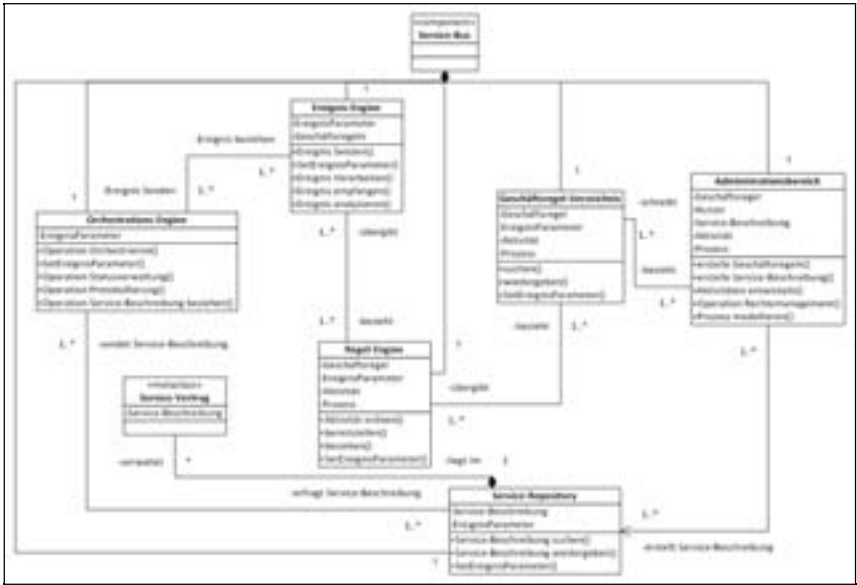 «component»
Service-Bus
Ereignis Engine
-EreignisParameter
-Geschäftsregeln
+Ereignis Senden()
+SetEreignisParameter()
+Ereignis Verarbeiten()
+Ereignis empfangen()
+Ereignis analysieren()
Ereignis beziehen
1..*
Ereignis Senden
1..*
Orchestrations Engine
-EreignisParameter
+Operation Orchestrieren()
+SetEreignisParameter()
+Operation Statusverwaltung()
+Operation Protokollierung()
+Operation Service-Beschreibung beziehen()
1..*
-übergibt
1..*
-bezieht
Geschäftsregel-Verzeichnis
-Geschäftsregel
-EreignisParameter
-Aktivität
-Prozess
+suchen()
+wiedergeben()
+SetEreignisParameter()
-schreibt
1..*
-bezieht
1..*
Administrationsbereich
-Geschäftsregel
-Nutzer
-Service-Beschreibung
-Aktivität
-Prozess
+erstelle Geschäftsregeln()
+erstelle Service-Beschreibung()
+Aktivitäten entwickeln()
+Operation Rechtemanagement()
+Prozess modellieren()
1..*
-sendet Service-Beschreibung
Regel Engine
-Geschäftsregel
-EreignisParameter
-Aktivität
-Prozess
+Aktivität ordnen()
+bereitstellen()
+beziehen()
+SetEreignisParameter()
-bezieht
1..*
-übergibt
1..*
1..*
Service-Vertrag
-Service-Beschreibung
-verwaltet
*
-liegt im
1
-erfragt Service-Beschreibung
1..*
Service-Repository
-Service-Beschreibung
-EreignisParameter
+Service-Beschreibung suchen()
+Service-Beschreibung wiedergeben()
+SetEreignisParameter()
1..*
-erstellt Service-Beschreibung